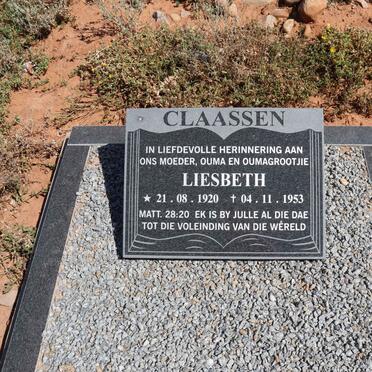 CLAASSEN
IN LIEFDEVOLLE HERINNERING AAN
ONS MOEDER, OUMA EN OUMAGROOTJIE
LIESBETH
★ 21 . 08 . 1920 † 04 . 11 . 1953
MATT. 28:20 EK IS BY JULLE AL DIE DAE
TOT DIE VOLEINDING VAN DIE WÊRELD